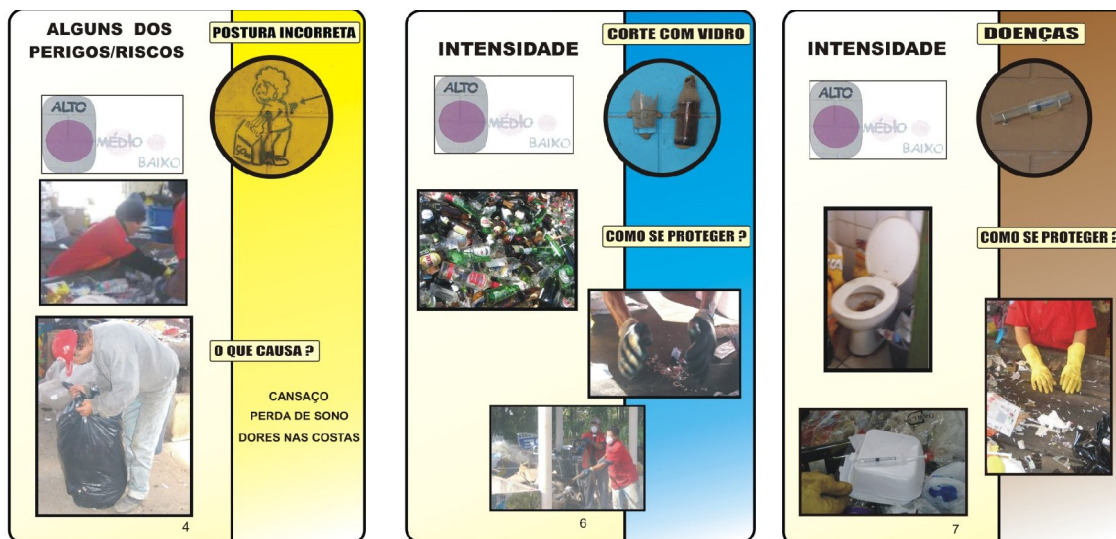 ALGUNS DOS
PERIGOS/RISCOS
POSTURA INCORRETA
ALTO
MÉDIO
BAIXO
O QUE CAUSA ?
CANSAÇO
PERDA DE SONO
DORES NAS COSTAS
4
INTENSIDADE
CORTE COM VIDRO
ALTO
MÉDIO
BAIXO
COMO SE PROTEGER ?
6
INTENSIDADE
DOENÇAS
ALTO
MÉDIO
BAIXO
COMO SE PROTEGER ?
7